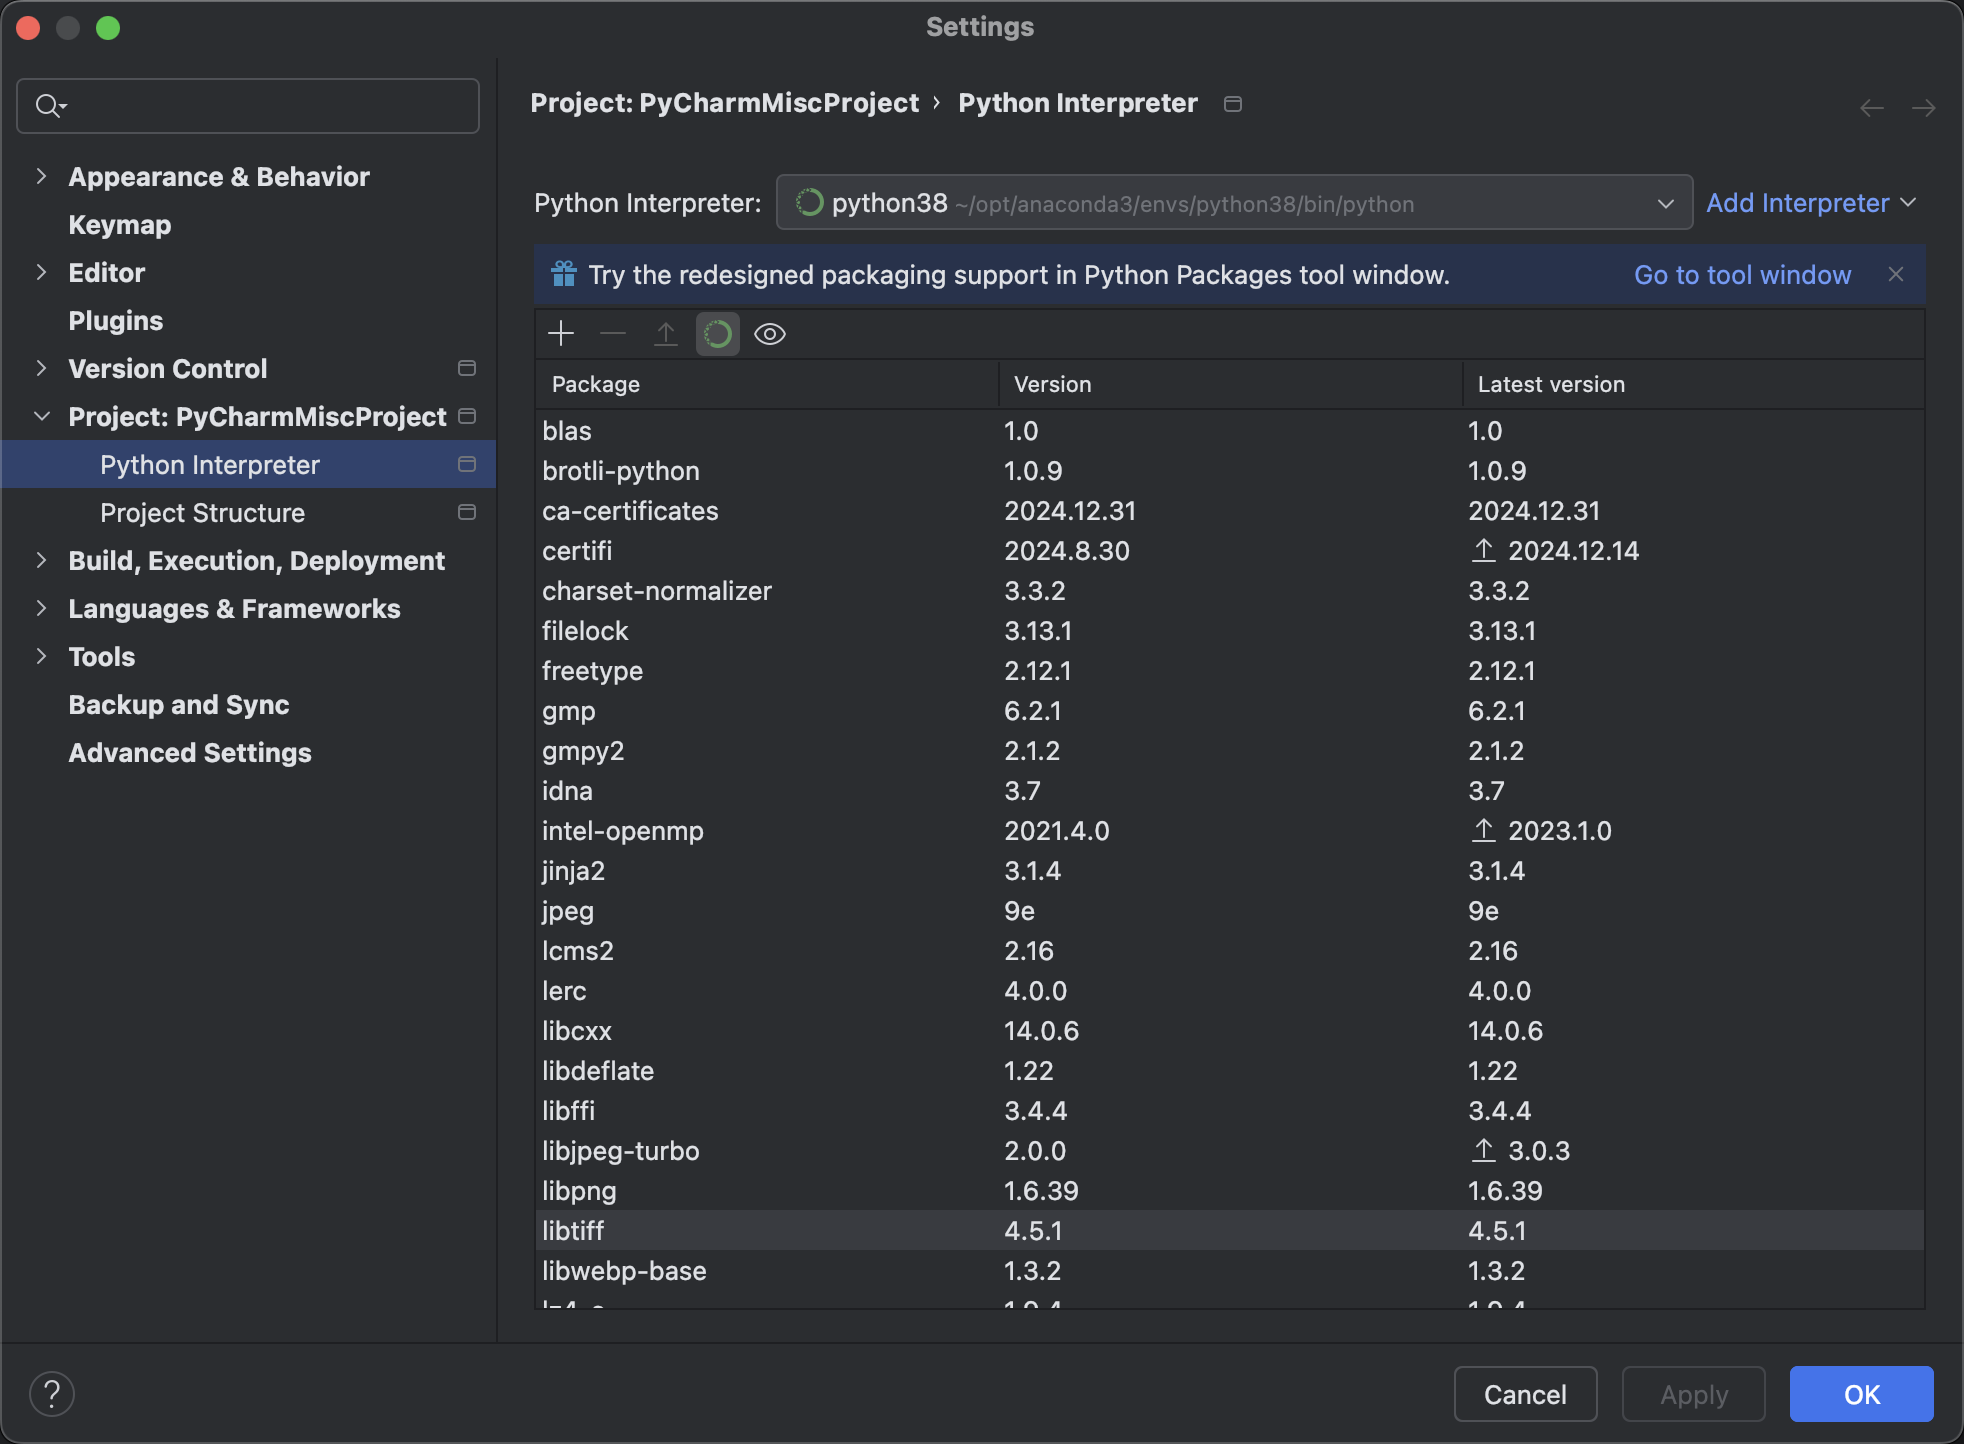 Settings
Project: PyCharmMiscProject › Python Interpreter
Appearance & Behavior
Keymap
Editor
Plugins
Version Control
Project: PyCharmMiscProject
Python Interpreter
Project Structure
Build, Execution, Deployment
Languages & Frameworks
Tools
Backup and Sync
Advanced Settings
Python Interpreter: python38 ~/opt/anaconda3/envs/python38/bin/python Add Interpreter
Try the redesigned packaging support in Python Packages tool window. Go to tool window
Package Version Latest version
blas 1.0 1.0
brotli-python 1.0.9 1.0.9
ca-certificates 2024.12.31 2024.12.31
certifi 2024.8.30 2024.12.14
charset-normalizer 3.3.2 3.3.2
filelock 3.13.1 3.13.1
freetype 2.12.1 2.12.1
gmp 6.2.1 6.2.1
gmpy2 2.1.2 2.1.2
idna 3.7 3.7
intel-openmp 2021.4.0 2023.1.0
jinja2 3.1.4 3.1.4
jpeg 9e 9e
lcms2 2.16 2.16
lerc 4.0.0 4.0.0
libcxx 14.0.6 14.0.6
libdeflate 1.22 1.22
libffi 3.4.4 3.4.4
libjpeg-turbo 2.0.0 3.0.3
libpng 1.6.39 1.6.39
libtiff 4.5.1 4.5.1
libwebp-base 1.3.2 1.3.2
?
Cancel Apply OK